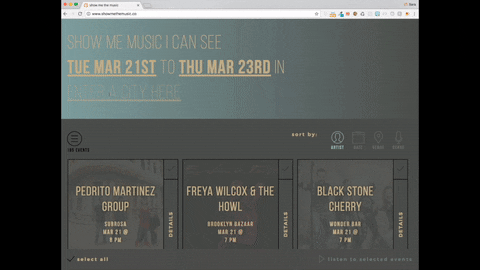 show me the music
www.showmethemusic.co
SHOW ME MUSIC I CAN SEE
TUE MAR 21ST TO THU MAR 23RD IN
ENTER A CITY HERE
sort by:
ARTIST
DATE
VENUE
GENRE
PEDRITO MARTINEZ
GROUP
SUBROSA
MAR 21 @
8 PM
DETAILS
FREYA WILCOX & THE
HOWL
BROOKLYN BAZAAR
MAR 21 @
7 PM
DETAILS
BLACK STONE
CHERRY
WONDER BAR
MAR 21 @
7 PM
DETAILS
select all
listen to selected events